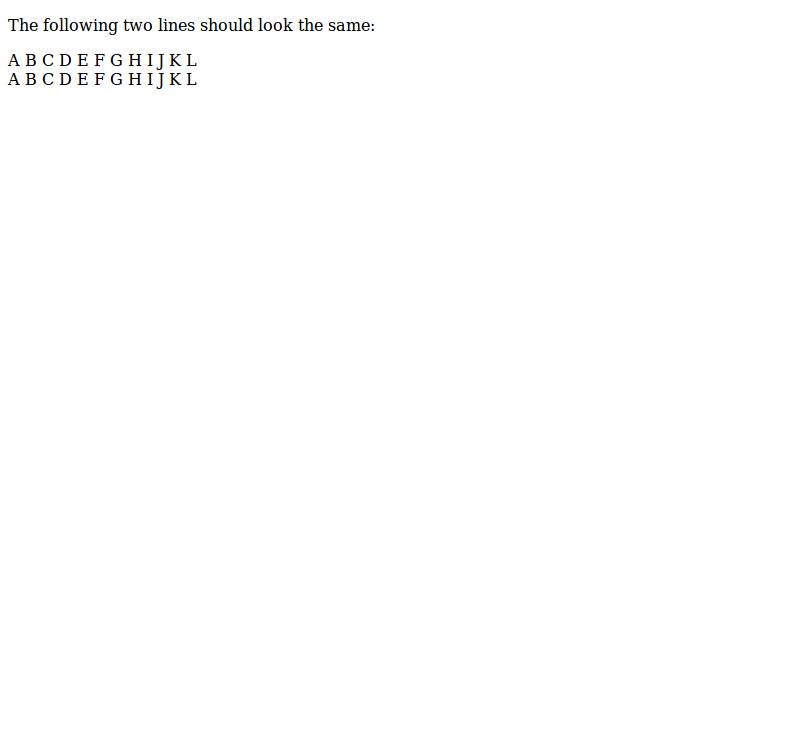 The following two lines should look the same:
A B C D E F G H I J K L
A B C D E F G H I J K L